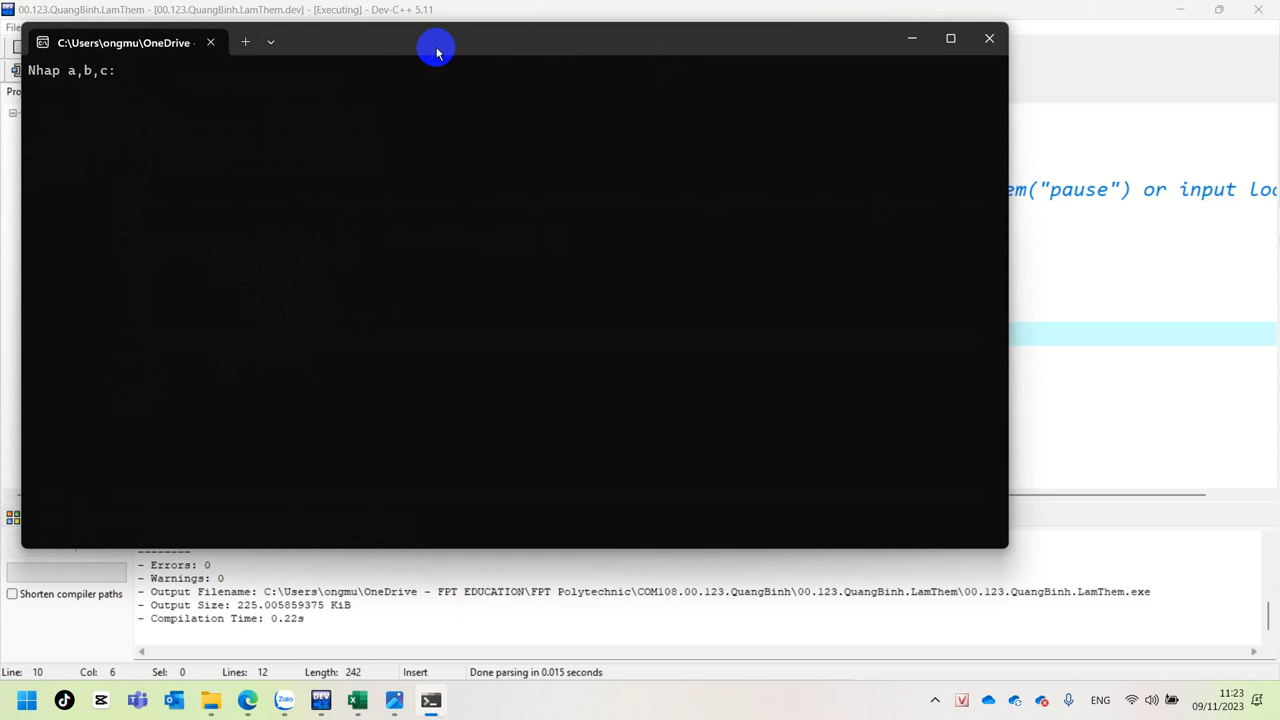 00.123.QuangBinh.LamThem - [00.123.QuangBinh.LamThem.dev] - [Executing] - Dev-C++ 5.11
C:\Users\ongmu\OneDrive -
Nhap a,b,c:
em("pause") or input loo
- Errors: 0
- Warnings: 0
- Output Filename: C:\Users\ongmu\OneDrive - FPT EDUCATION\FPT Polytechnic\COM108.00.123.QuangBinh\00.123.QuangBinh.LamThem\00.123.QuangBinh.LamThem.exe
- Output Size: 225.005859375 KiB
- Compilation Time: 0.22s
Shorten compiler paths
Line: 10 Col: 6 Sel: 0 Lines: 12 Length: 242 Insert Done parsing in 0.015 seconds
Zalo
ENG
11:23
09/11/2023